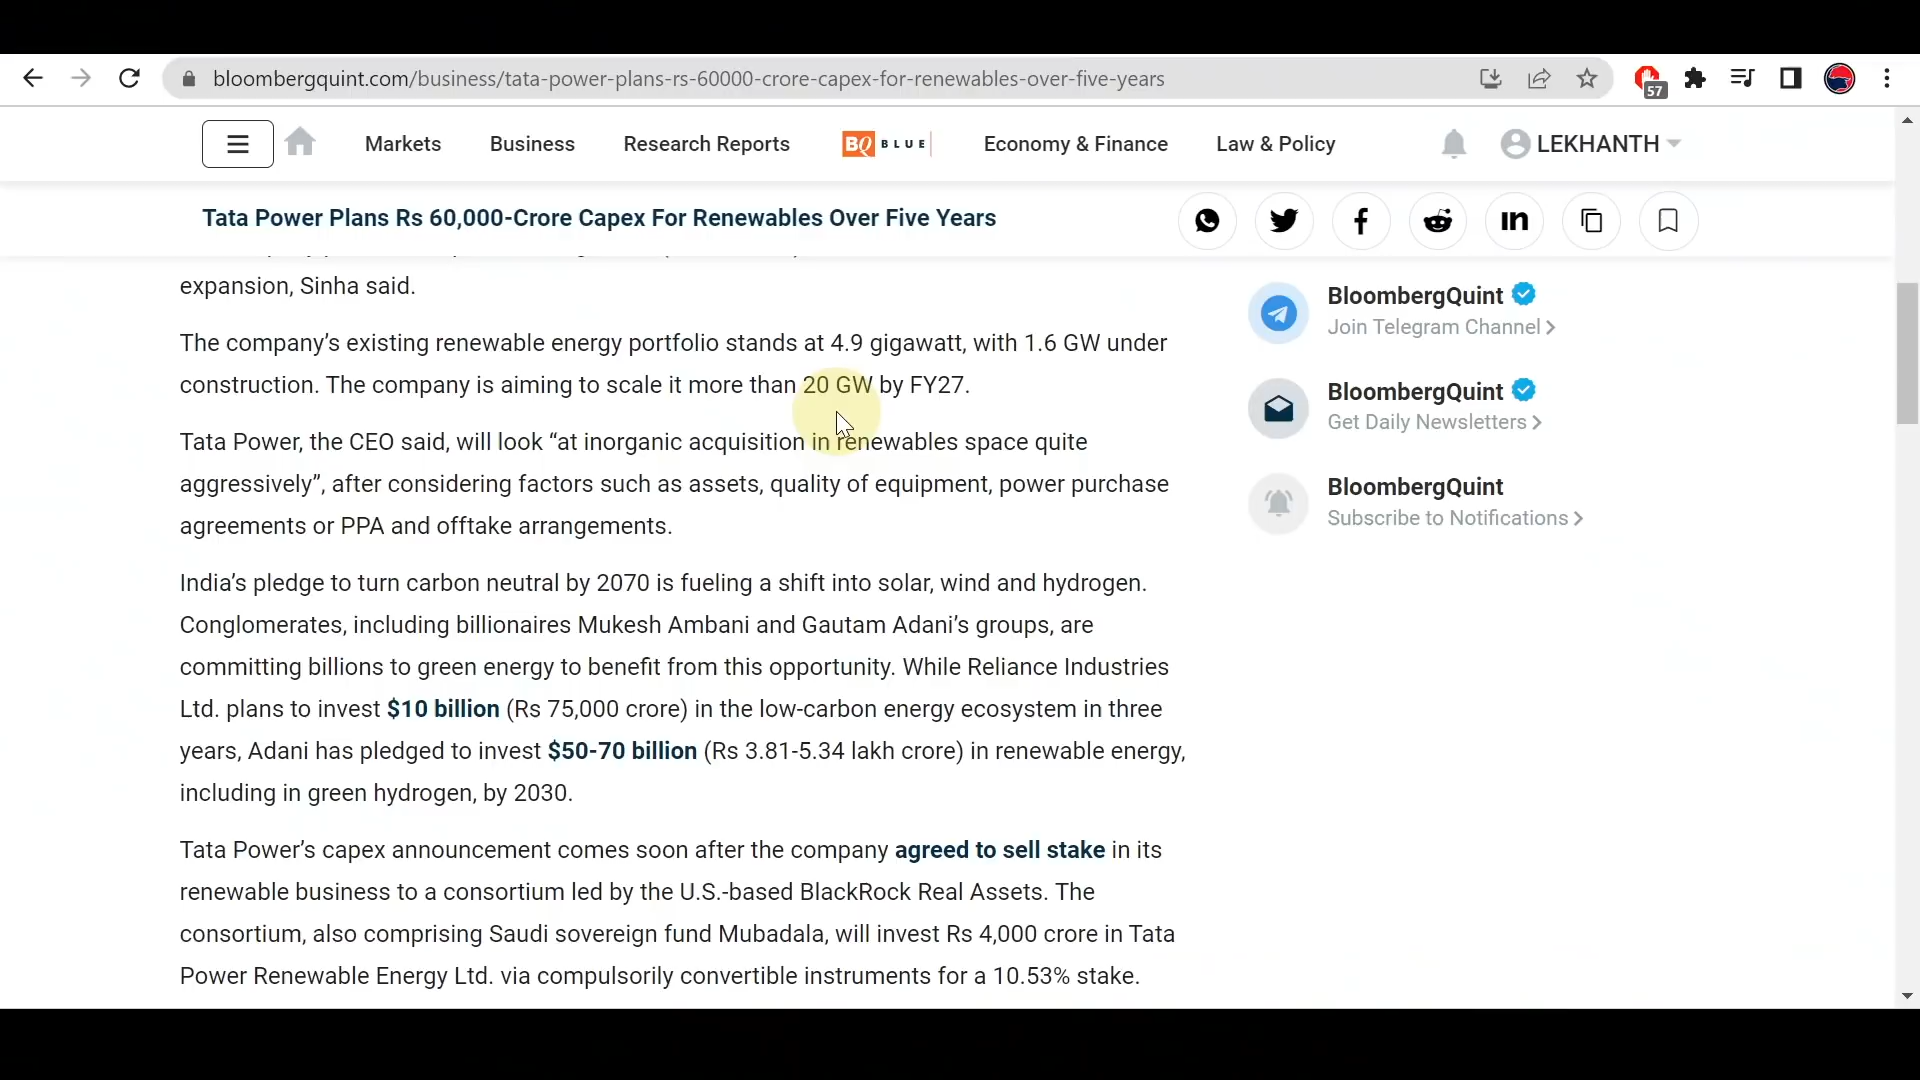 bloombergquint.com/business/tata-power-plans-rs-60000-crore-capex-for-renewables-over-five-years
57
Markets
Business
Research Reports
BQ BLUE
Economy & Finance
Law & Policy
LEKHANTH
Tata Power Plans Rs 60,000-Crore Capex For Renewables Over Five Years
expansion, Sinha said.
The company’s existing renewable energy portfolio stands at 4.9 gigawatt, with 1.6 GW under
construction. The company is aiming to scale it more than 20 GW by FY27.
Tata Power, the CEO said, will look “at inorganic acquisition in renewables space quite
aggressively”, after considering factors such as assets, quality of equipment, power purchase
agreements or PPA and offtake arrangements.
India’s pledge to turn carbon neutral by 2070 is fueling a shift into solar, wind and hydrogen.
Conglomerates, including billionaires Mukesh Ambani and Gautam Adani’s groups, are
committing billions to green energy to benefit from this opportunity. While Reliance Industries
Ltd. plans to invest $10 billion (Rs 75,000 crore) in the low-carbon energy ecosystem in three
years, Adani has pledged to invest $50-70 billion (Rs 3.81-5.34 lakh crore) in renewable energy,
including in green hydrogen, by 2030.
Tata Power’s capex announcement comes soon after the company agreed to sell stake in its
renewable business to a consortium led by the U.S.-based BlackRock Real Assets. The
consortium, also comprising Saudi sovereign fund Mubadala, will invest Rs 4,000 crore in Tata
Power Renewable Energy Ltd. via compulsorily convertible instruments for a 10.53% stake.
BloombergQuint
Join Telegram Channel
BloombergQuint
Get Daily Newsletters
BloombergQuint
Subscribe to Notifications